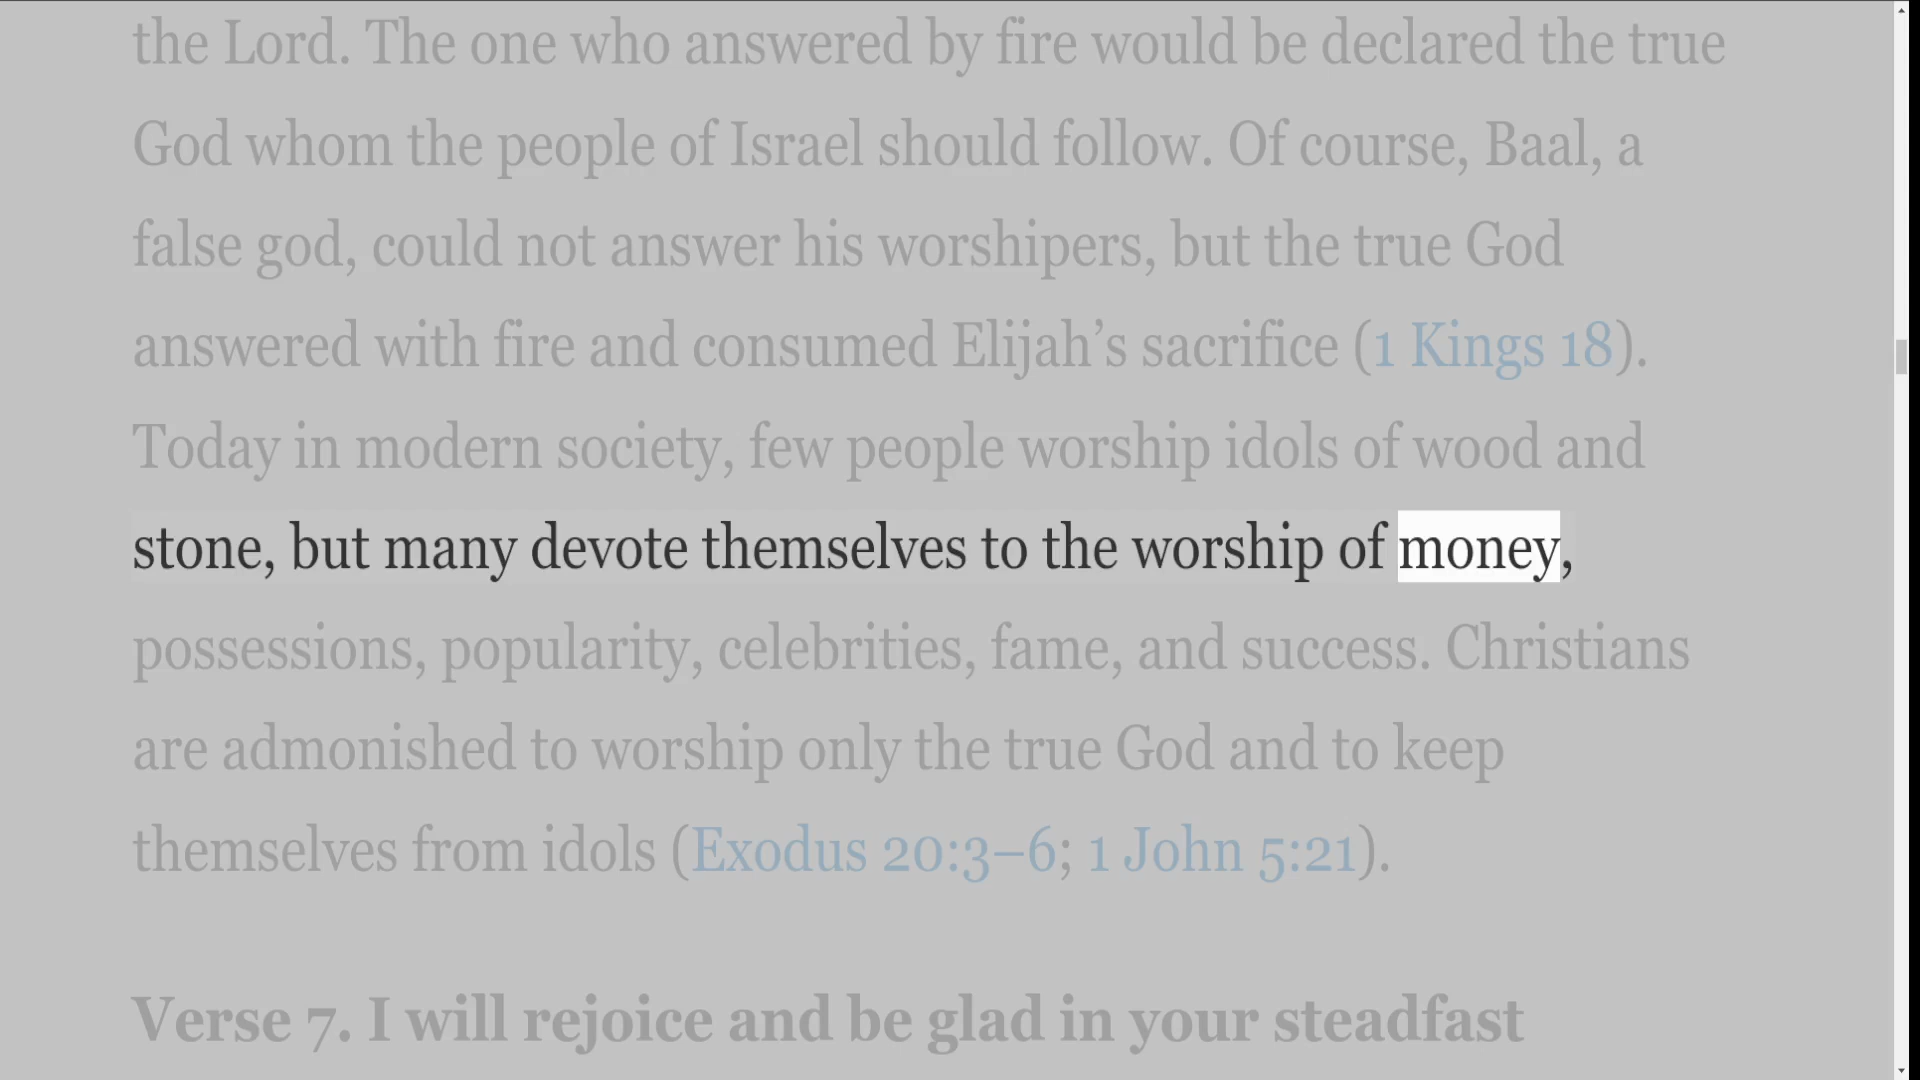 the Lord. The one who answered by fire would be declared the true
God whom the people of Israel should follow. Of course, Baal, a
false god, could not answer his worshipers, but the true God
answered with fire and consumed Elijah’s sacrifice (1 Kings 18).
Today in modern society, few people worship idols of wood and
stone, but many devote themselves to the worship of money,
possessions, popularity, celebrities, fame, and success. Christians
are admonished to worship only the true God and to keep
themselves from idols (Exodus 20:3–6; 1 John 5:21).
Verse 7. I will rejoice and be glad in your steadfast